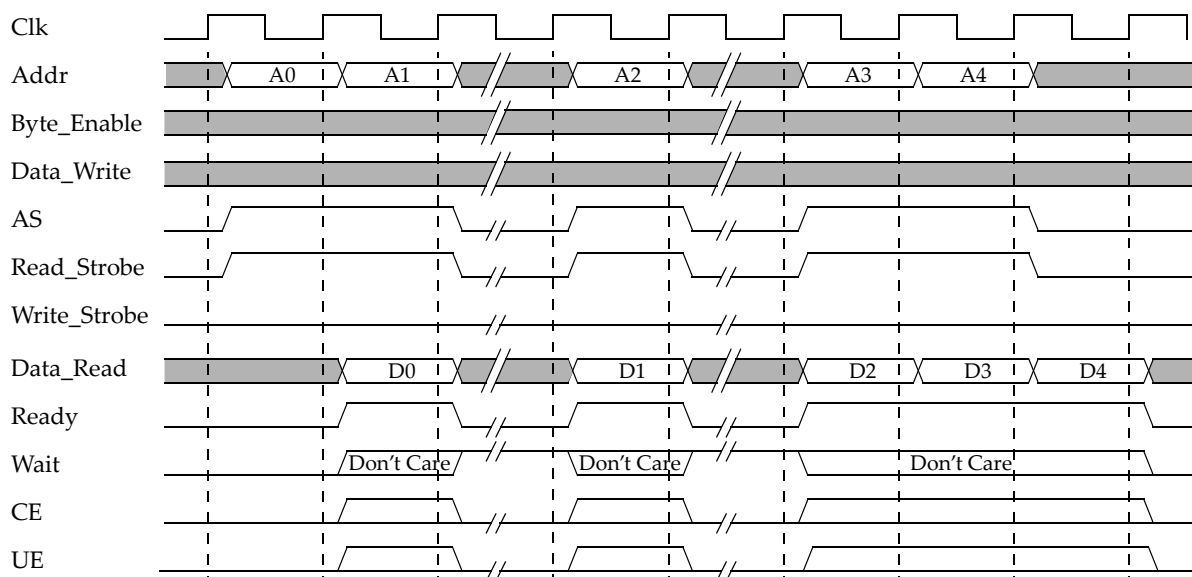 Clk
Addr A0 A1 A2 A3 A4
Byte_Enable
Data_Write
AS
Read_Strobe
Write_Strobe
Data_Read D0 D1 D2 D3 D4
Ready
Wait Don't Care Don't Care Don't Care
CE
UE